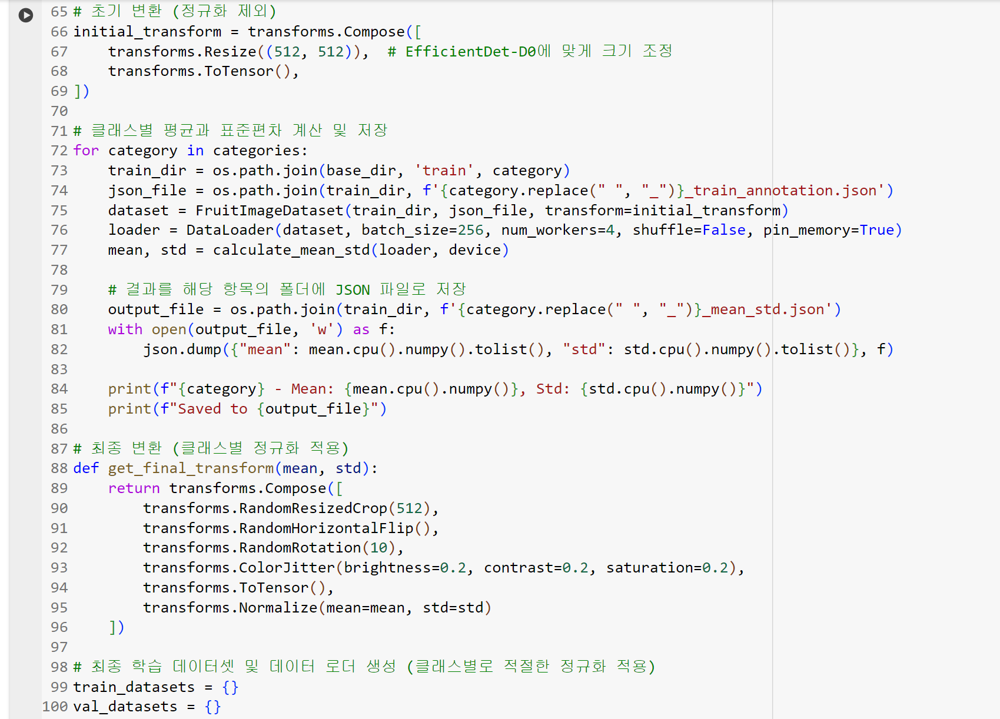 65 # 초기 변환 (정규화 제외)
66 initial_transform = transforms.Compose([
67     transforms.Resize((512, 512)),  # EfficientDet-D0에 맞게 크기 조정
68     transforms.ToTensor(),
69 ])
70
71 # 클래스별 평균과 표준편차 계산 및 저장
72 for category in categories:
73     train_dir = os.path.join(base_dir, 'train', category)
74     json_file = os.path.join(train_dir, f'{category.replace(" ", "_")}_train_annotation.json')
75     dataset = FruitImageDataset(train_dir, json_file, transform=initial_transform)
76     loader = DataLoader(dataset, batch_size=256, num_workers=4, shuffle=False, pin_memory=True)
77     mean, std = calculate_mean_std(loader, device)
78
79     # 결과를 해당 항목의 폴더에 JSON 파일로 저장
80     output_file = os.path.join(train_dir, f'{category.replace(" ", "_")}_mean_std.json')
81     with open(output_file, 'w') as f:
82         json.dump({"mean": mean.cpu().numpy().tolist(), "std": std.cpu().numpy().tolist()}, f)
83
84     print(f"{category} - Mean: {mean.cpu().numpy()}, Std: {std.cpu().numpy()}")
85     print(f"Saved to {output_file}")
86
87 # 최종 변환 (클래스별 정규화 적용)
88 def get_final_transform(mean, std):
89     return transforms.Compose([
90         transforms.RandomResizedCrop(512),
91         transforms.RandomHorizontalFlip(),
92         transforms.RandomRotation(10),
93         transforms.ColorJitter(brightness=0.2, contrast=0.2, saturation=0.2),
94         transforms.ToTensor(),
95         transforms.Normalize(mean=mean, std=std)
96     ])
97
98 # 최종 학습 데이터셋 및 데이터 로더 생성 (클래스별로 적절한 정규화 적용)
99 train_datasets = {}
100 val_datasets = {}